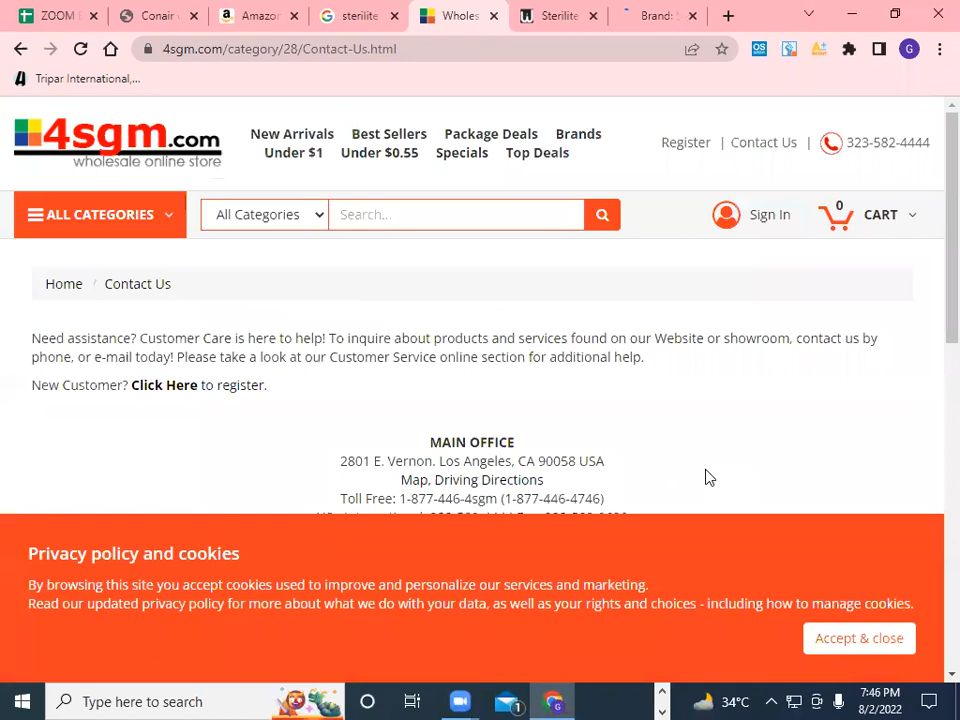 ZOOM E
Conair
Amazon
sterilite
Wholes
Sterilite
Brand: S
4sgm.com/category/28/Contact-Us.html
G
Tripar International,...
4sgm.com
wholesale online store
New Arrivals Best Sellers Package Deals Brands
Under $1 Under $0.55 Specials Top Deals
Register | Contact Us | 323-582-4444
ALL CATEGORIES
All Categories
Search...
Sign In
0
CART
Home / Contact Us
Need assistance? Customer Care is here to help! To inquire about products and services found on our Website or showroom, contact us by
phone, or e-mail today! Please take a look at our Customer Service online section for additional help.
New Customer? Click Here to register.
MAIN OFFICE
2801 E. Vernon. Los Angeles, CA 90058 USA
Map, Driving Directions
Toll Free: 1-877-446-4sgm (1-877-446-4746)
Privacy policy and cookies
By browsing this site you accept cookies used to improve and personalize our services and marketing.
Read our updated privacy policy for more about what we do with your data, as well as your rights and choices - including how to manage cookies.
Accept & close
Type here to search
1
34°C
7:46 PM
8/2/2022